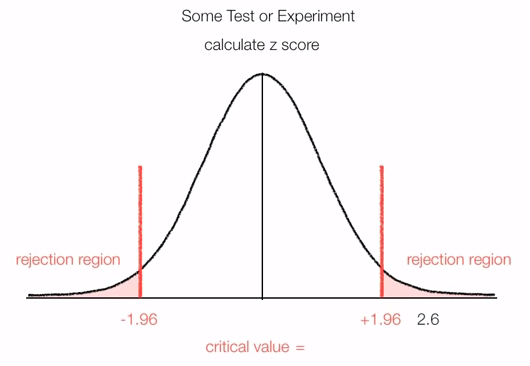 Some Test or Experiment
calculate z score
rejection region
rejection region
-1.96
+1.96 2.6
critical value =